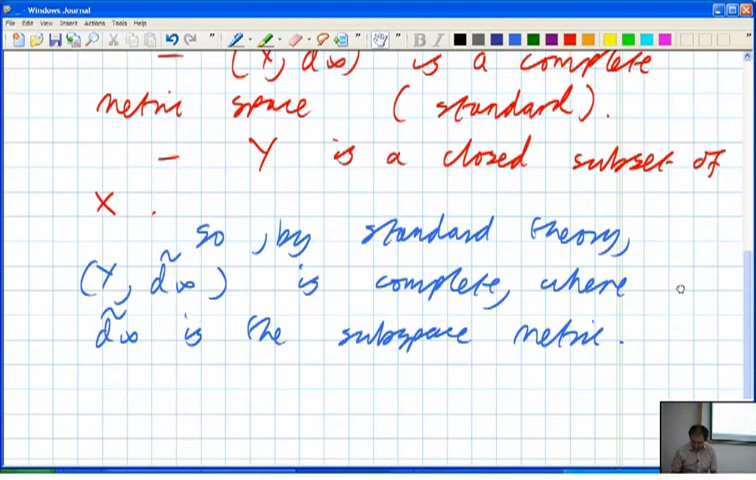 Windows Journal
File Edit View Insert Actions Tools Help
- (X, d∞) is a complete
metric space (standard).
- Y is a closed subset of
X.
so, by standard theory,
(Y, d̃∞) is complete, where
d̃∞ is the subspace metric.